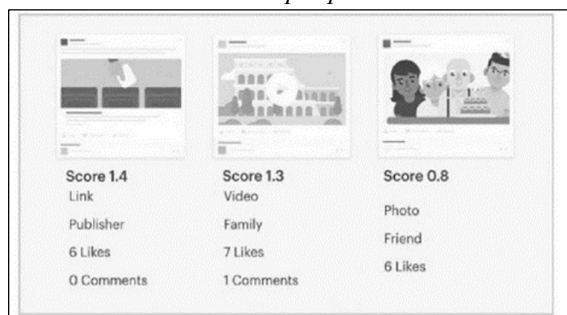 Score 1.4
Link
Publisher
6 Likes
0 Comments
Score 1.3
Video
Family
7 Likes
1 Comments
Score 0.8
Photo
Friend
6 Likes